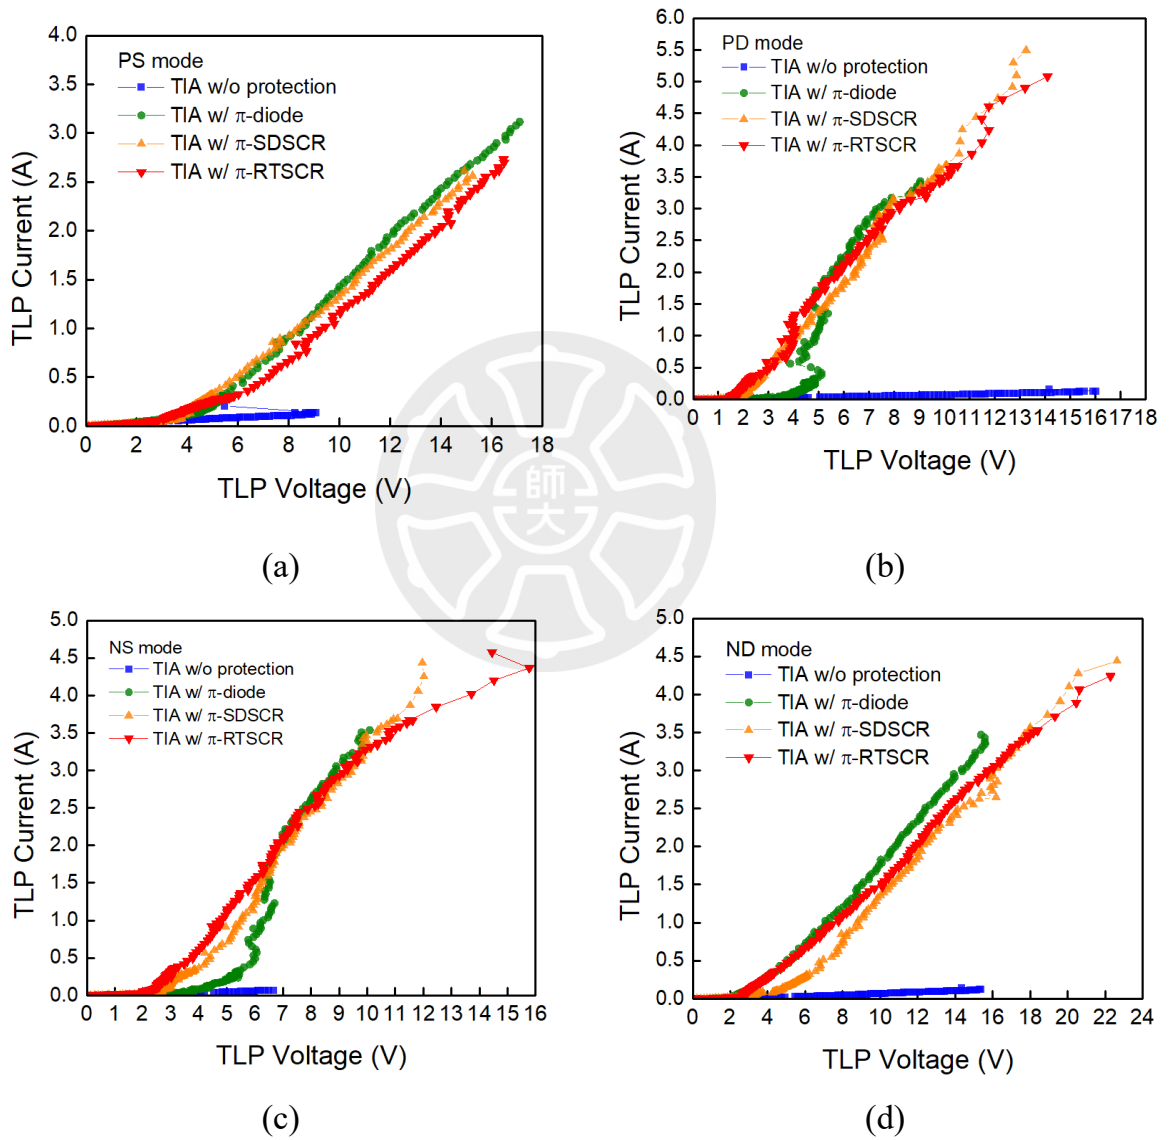 PS mode
TIA w/o protection
TIA w/ π-diode
TIA w/ π-SDSCR
TIA w/ π-RTSCR
TLP Current (A)
4.0
3.5
3.0
2.5
2.0
1.5
1.0
0.5
0.0
0 2 4 6 8 10 12 14 16 18
TLP Voltage (V)
(a)
PD mode
TIA w/o protection
TIA w/ π-diode
TIA w/ π-SDSCR
TIA w/ π-RTSCR
TLP Current (A)
6.0
5.5
5.0
4.5
4.0
3.5
3.0
2.5
2.0
1.5
1.0
0.5
0.0
0 1 2 3 4 5 6 7 8 9 10 11 12 13 14 15 16 17 18
TLP Voltage (V)
(b)
師大
NS mode
TIA w/o protection
TIA w/ π-diode
TIA w/ π-SDSCR
TIA w/ π-RTSCR
TLP Current (A)
5.0
4.5
4.0
3.5
3.0
2.5
2.0
1.5
1.0
0.5
0.0
0 1 2 3 4 5 6 7 8 9 10 11 12 13 14 15 16
TLP Voltage (V)
(c)
ND mode
TIA w/o protection
TIA w/ π-diode
TIA w/ π-SDSCR
TIA w/ π-RTSCR
TLP Current (A)
5.0
4.5
4.0
3.5
3.0
2.5
2.0
1.5
1.0
0.5
0.0
0 2 4 6 8 10 12 14 16 18 20 22 24
TLP Voltage (V)
(d)